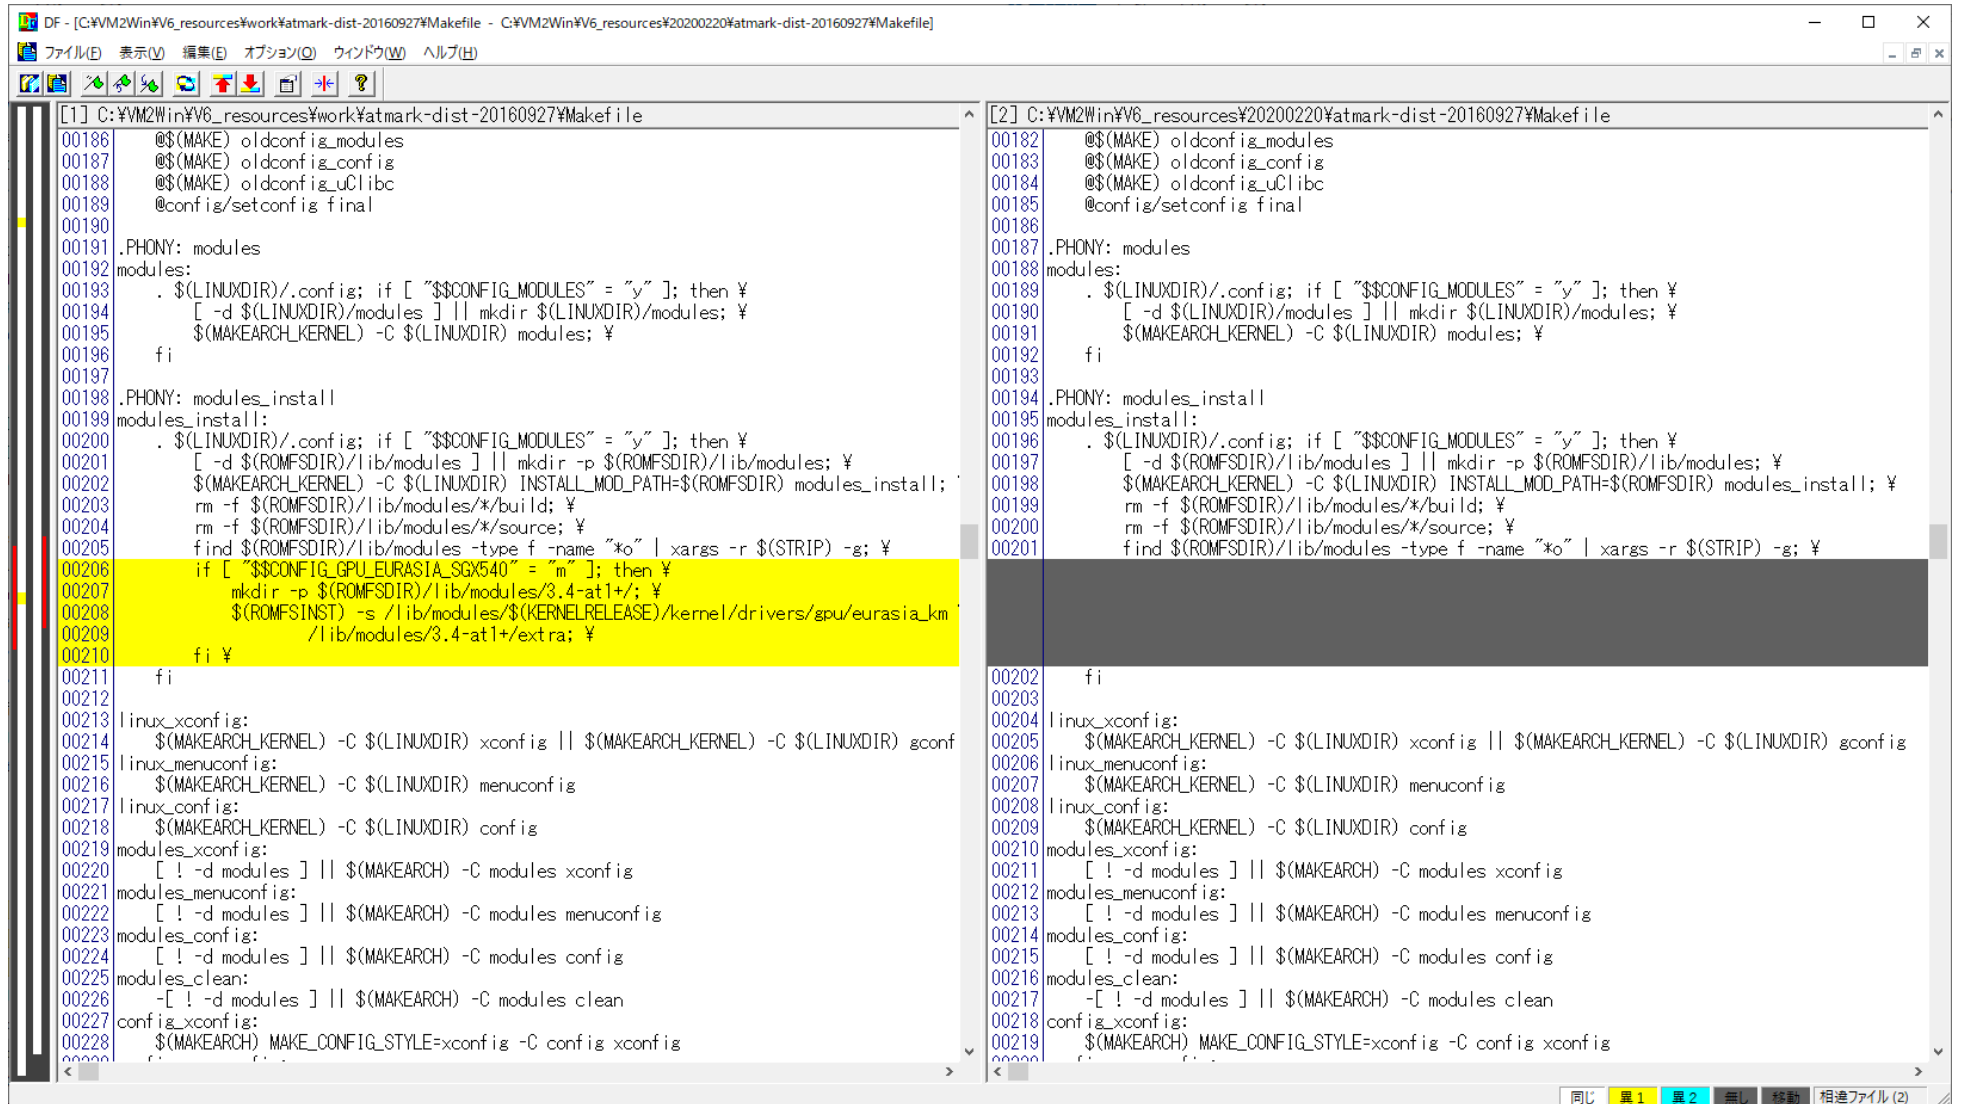 DF - [C:¥VM2Win¥V6_resources¥work¥atmark-dist-20160927¥Makefile - C:¥VM2Win¥V6_resources¥20200220¥atmark-dist-20160927¥Makefile]
ファイル(F) 表示(V) 編集(E) オプション(O) ウィンドウ(W) ヘルプ(H)
[1] C:¥VM2Win¥V6_resources¥work¥atmark-dist-20160927¥Makefile
00186 @$(MAKE) oldconfig_modules
00187 @$(MAKE) oldconfig_config
00188 @$(MAKE) oldconfig_uClibc
00189 @config/setconfig final
00190
00191 .PHONY: modules
00192 modules:
00193 . $(LINUXDIR)/.config; if [ "$$CONFIG_MODULES" = "y" ]; then ¥
00194 [ -d $(LINUXDIR)/modules ] || mkdir $(LINUXDIR)/modules; ¥
00195 $(MAKEARCH_KERNEL) -C $(LINUXDIR) modules; ¥
00196 fi
00197
00198 .PHONY: modules_install
00199 modules_install:
00200 . $(LINUXDIR)/.config; if [ "$$CONFIG_MODULES" = "y" ]; then ¥
00201 [ -d $(ROMFSDIR)/lib/modules ] || mkdir -p $(ROMFSDIR)/lib/modules; ¥
00202 $(MAKEARCH_KERNEL) -C $(LINUXDIR) INSTALL_MOD_PATH=$(ROMFSDIR) modules_install;
00203 rm -f $(ROMFSDIR)/lib/modules/*/build; ¥
00204 rm -f $(ROMFSDIR)/lib/modules/*/source; ¥
00205 find $(ROMFSDIR)/lib/modules -type f -name "*o" | xargs -r $(STRIP) -g; ¥
00206 if [ "$$CONFIG_GPU_EURASIA_SGX540" = "m" ]; then ¥
00207 mkdir -p $(ROMFSDIR)/lib/modules/3.4-at1+/; ¥
00208 $(ROMFSINST) -s /lib/modules/$(KERNELRELEASE)/kernel/drivers/gpu/eurasia_km
00209 /lib/modules/3.4-at1+/extra; ¥
00210 fi ¥
00211 fi
00212
00213 linux_xconfig:
00214 $(MAKEARCH_KERNEL) -C $(LINUXDIR) xconfig || $(MAKEARCH_KERNEL) -C $(LINUXDIR) gconf
00215 linux_menuconfig:
00216 $(MAKEARCH_KERNEL) -C $(LINUXDIR) menuconfig
00217 linux_config:
00218 $(MAKEARCH_KERNEL) -C $(LINUXDIR) config
00219 modules_xconfig:
00220 [ ! -d modules ] || $(MAKEARCH) -C modules xconfig
00221 modules_menuconfig:
00222 [ ! -d modules ] || $(MAKEARCH) -C modules menuconfig
00223 modules_config:
00224 [ ! -d modules ] || $(MAKEARCH) -C modules config
00225 modules_clean:
00226 -[ ! -d modules ] || $(MAKEARCH) -C modules clean
00227 config_xconfig:
00228 $(MAKEARCH) MAKE_CONFIG_STYLE=xconfig -C config xconfig
[2] C:¥VM2Win¥V6_resources¥20200220¥atmark-dist-20160927¥Makefile
00182 @$(MAKE) oldconfig_modules
00183 @$(MAKE) oldconfig_config
00184 @$(MAKE) oldconfig_uClibc
00185 @config/setconfig final
00186
00187 .PHONY: modules
00188 modules:
00189 . $(LINUXDIR)/.config; if [ "$$CONFIG_MODULES" = "y" ]; then ¥
00190 [ -d $(LINUXDIR)/modules ] || mkdir $(LINUXDIR)/modules; ¥
00191 $(MAKEARCH_KERNEL) -C $(LINUXDIR) modules; ¥
00192 fi
00193
00194 .PHONY: modules_install
00195 modules_install:
00196 . $(LINUXDIR)/.config; if [ "$$CONFIG_MODULES" = "y" ]; then ¥
00197 [ -d $(ROMFSDIR)/lib/modules ] || mkdir -p $(ROMFSDIR)/lib/modules; ¥
00198 $(MAKEARCH_KERNEL) -C $(LINUXDIR) INSTALL_MOD_PATH=$(ROMFSDIR) modules_install; ¥
00199 rm -f $(ROMFSDIR)/lib/modules/*/build; ¥
00200 rm -f $(ROMFSDIR)/lib/modules/*/source; ¥
00201 find $(ROMFSDIR)/lib/modules -type f -name "*o" | xargs -r $(STRIP) -g; ¥
00202 fi
00203
00204 linux_xconfig:
00205 $(MAKEARCH_KERNEL) -C $(LINUXDIR) xconfig || $(MAKEARCH_KERNEL) -C $(LINUXDIR) gconfig
00206 linux_menuconfig:
00207 $(MAKEARCH_KERNEL) -C $(LINUXDIR) menuconfig
00208 linux_config:
00209 $(MAKEARCH_KERNEL) -C $(LINUXDIR) config
00210 modules_xconfig:
00211 [ ! -d modules ] || $(MAKEARCH) -C modules xconfig
00212 modules_menuconfig:
00213 [ ! -d modules ] || $(MAKEARCH) -C modules menuconfig
00214 modules_config:
00215 [ ! -d modules ] || $(MAKEARCH) -C modules config
00216 modules_clean:
00217 -[ ! -d modules ] || $(MAKEARCH) -C modules clean
00218 config_xconfig:
00219 $(MAKEARCH) MAKE_CONFIG_STYLE=xconfig -C config xconfig
同じ 異1 異2 無し 移動 相違ファイル (2)